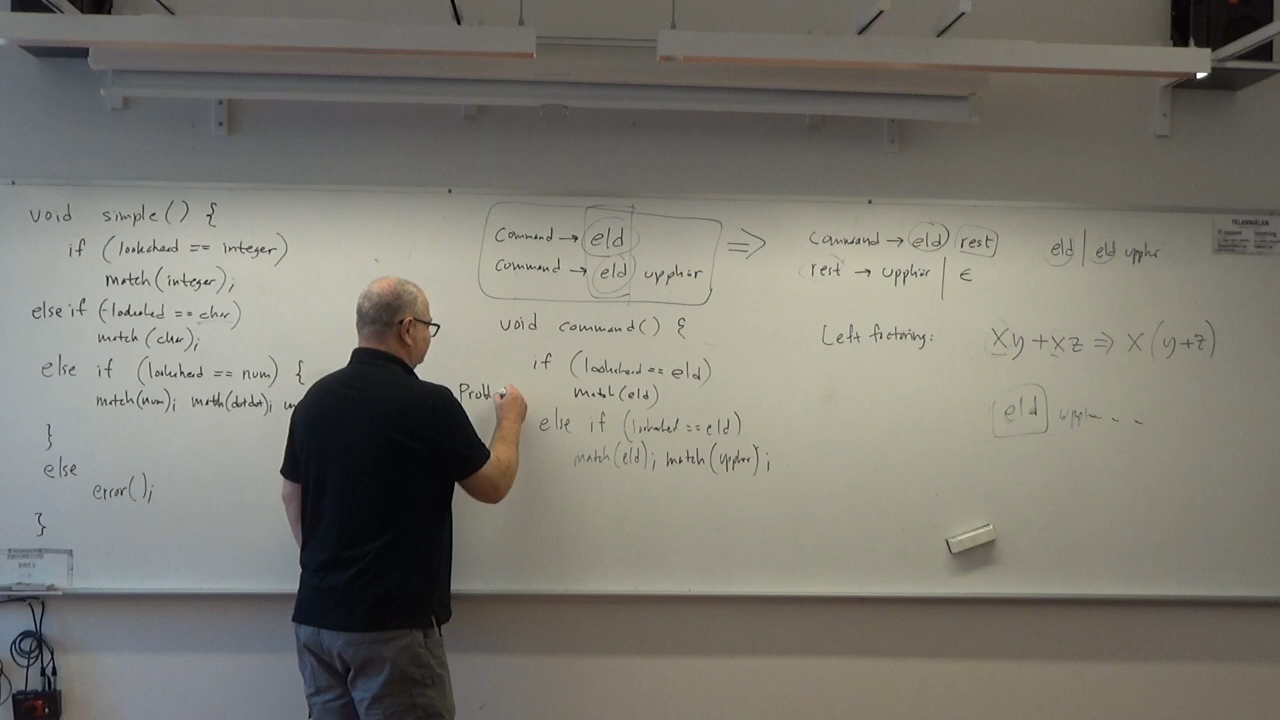 void simple() {
if (lookahead == integer)
match(integer);
else if (lookahead == char)
match(char);
else if (lookahead == num) {
match(num); match(dotdot);
}
else
error();
}
Command → eld
Command → eld upphör
⇒
void command() {
if (lookahead == eld)
match(eld)
Probl
else if (lookahead == eld)
match(eld); match(upphör);
Command → eld rest
rest → upphör | ϵ
eld | eld upphör
Left factoring: Xy + Xz ⇒ X(y+z)
eld
FELANMÄLAN